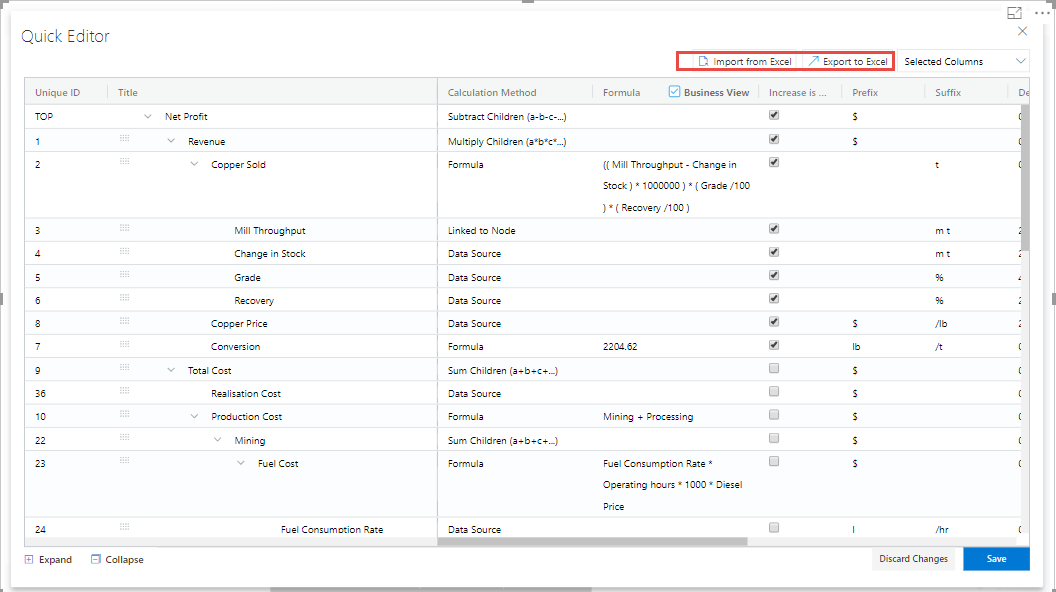 Quick Editor
Import from Excel Export to Excel Selected Columns
Unique ID Title Calculation Method Formula Business View Increase is ... Prefix Suffix De
TOP Net Profit Subtract Children (a-b-c-...) $
1 Revenue Multiply Children (a*b*c*...) $
2 Copper Sold Formula (( Mill Throughput - Change in t
Stock ) * 1000000 ) * ( Grade /100
) * ( Recovery /100 )
3 Mill Throughput Linked to Node m t
4 Change in Stock Data Source m t
5 Grade Data Source %
6 Recovery Data Source %
8 Copper Price Data Source $ /lb
7 Conversion Formula 2204.62 lb /t
9 Total Cost Sum Children (a+b+c+...) $
36 Realisation Cost Data Source $
10 Production Cost Formula Mining + Processing $
22 Mining Sum Children (a+b+c+...) $
23 Fuel Cost Formula Fuel Consumption Rate * $
Operating hours * 1000 * Diesel
Price
24 Fuel Consumption Rate Data Source l /hr
Expand Collapse Discard Changes Save